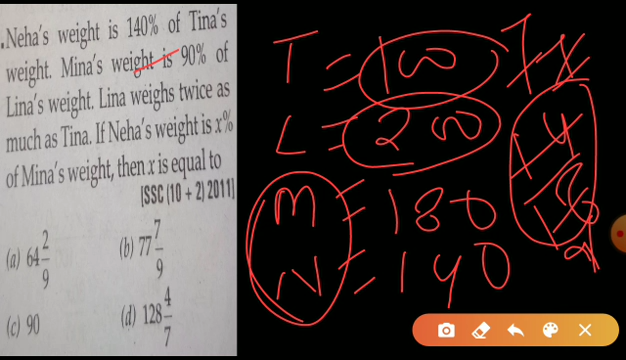 .Neha's weight is 140% of Tina's
weight. Mina's weight is 90% of
Lina's weight. Lina weighs twice as
much as Tina. If Neha's weight is x%
of Mina's weight, then x is equal to
[SSC (10 + 2) 2011]
(a) 64 2/9
(b) 77 7/9
(c) 90
(d) 128 4/7
T = 100
L = 200
M = 180
N = 140